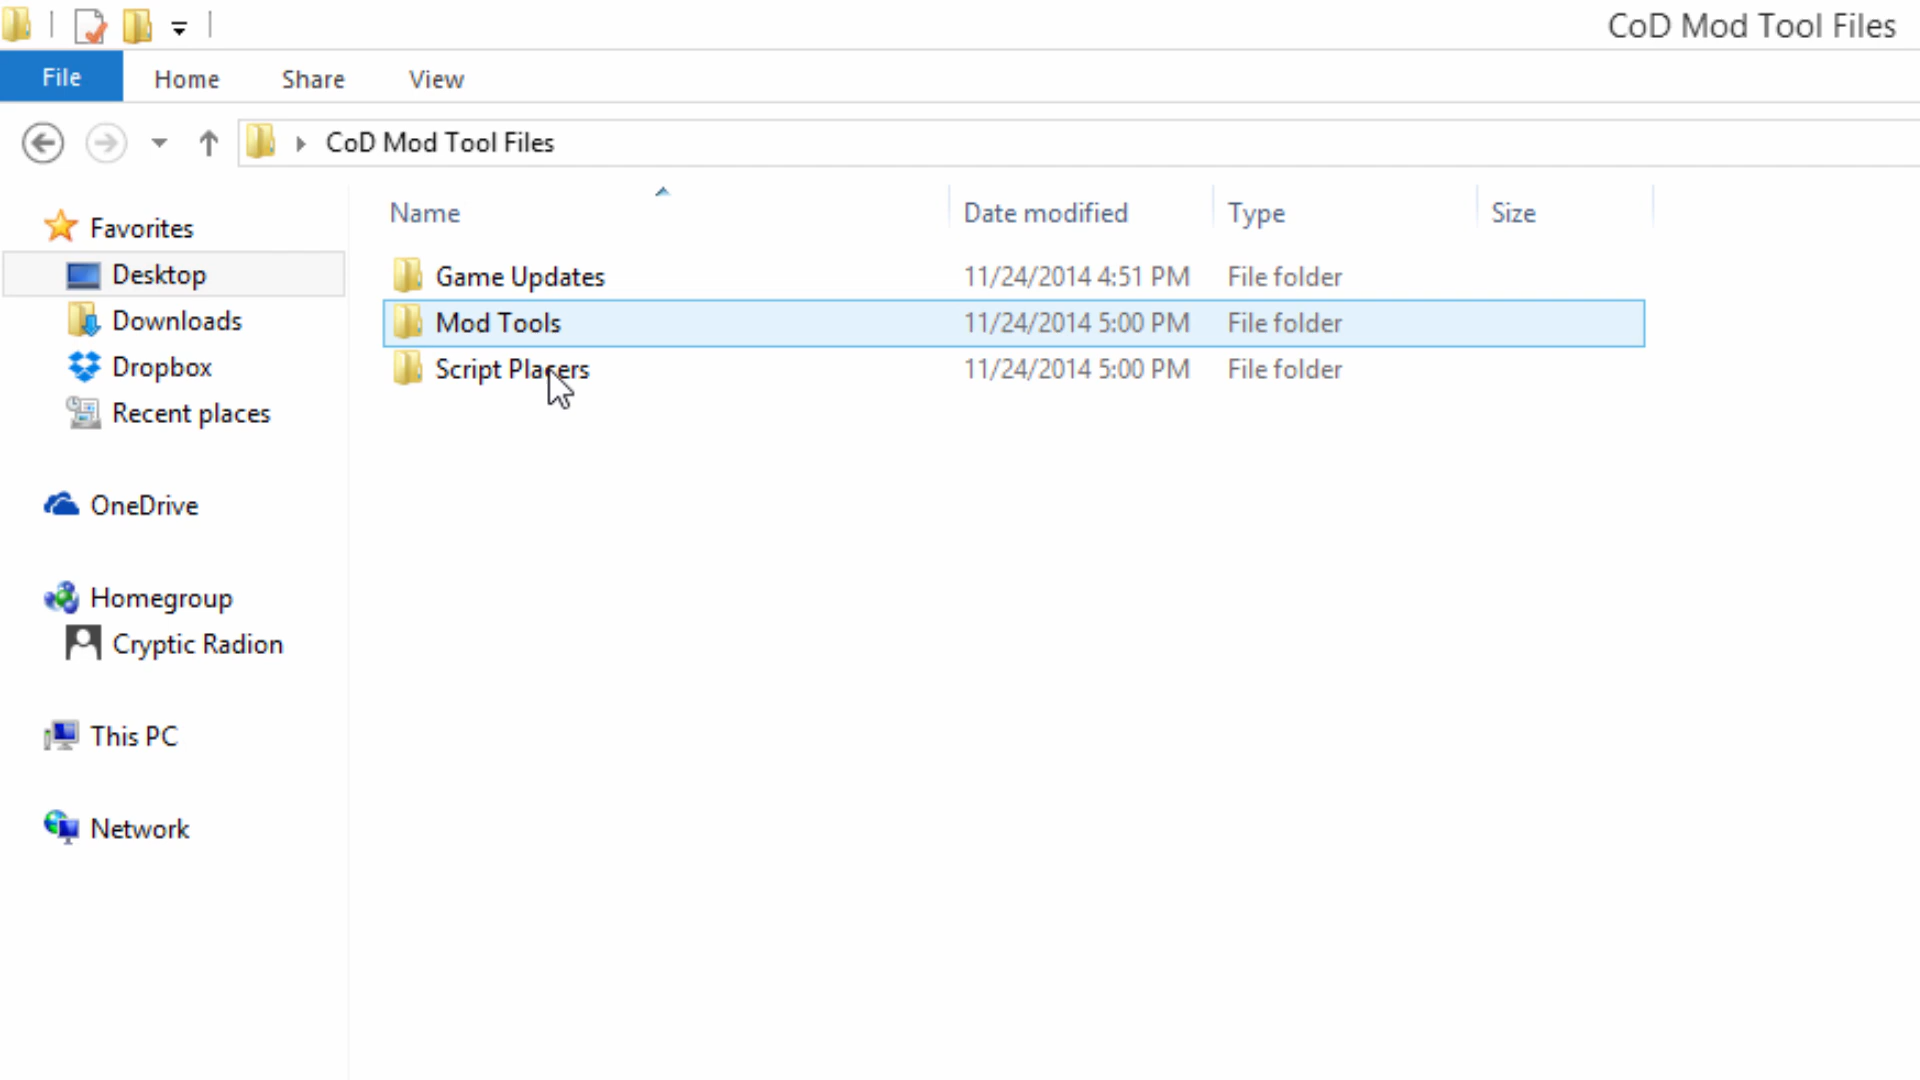 CoD Mod Tool Files
File Home Share View
CoD Mod Tool Files
Name Date modified Type Size
Favorites
Desktop
Downloads
Dropbox
Recent places
OneDrive
Homegroup
Cryptic Radion
This PC
Network
Game Updates 11/24/2014 4:51 PM File folder
Mod Tools 11/24/2014 5:00 PM File folder
Script Placers 11/24/2014 5:00 PM File folder